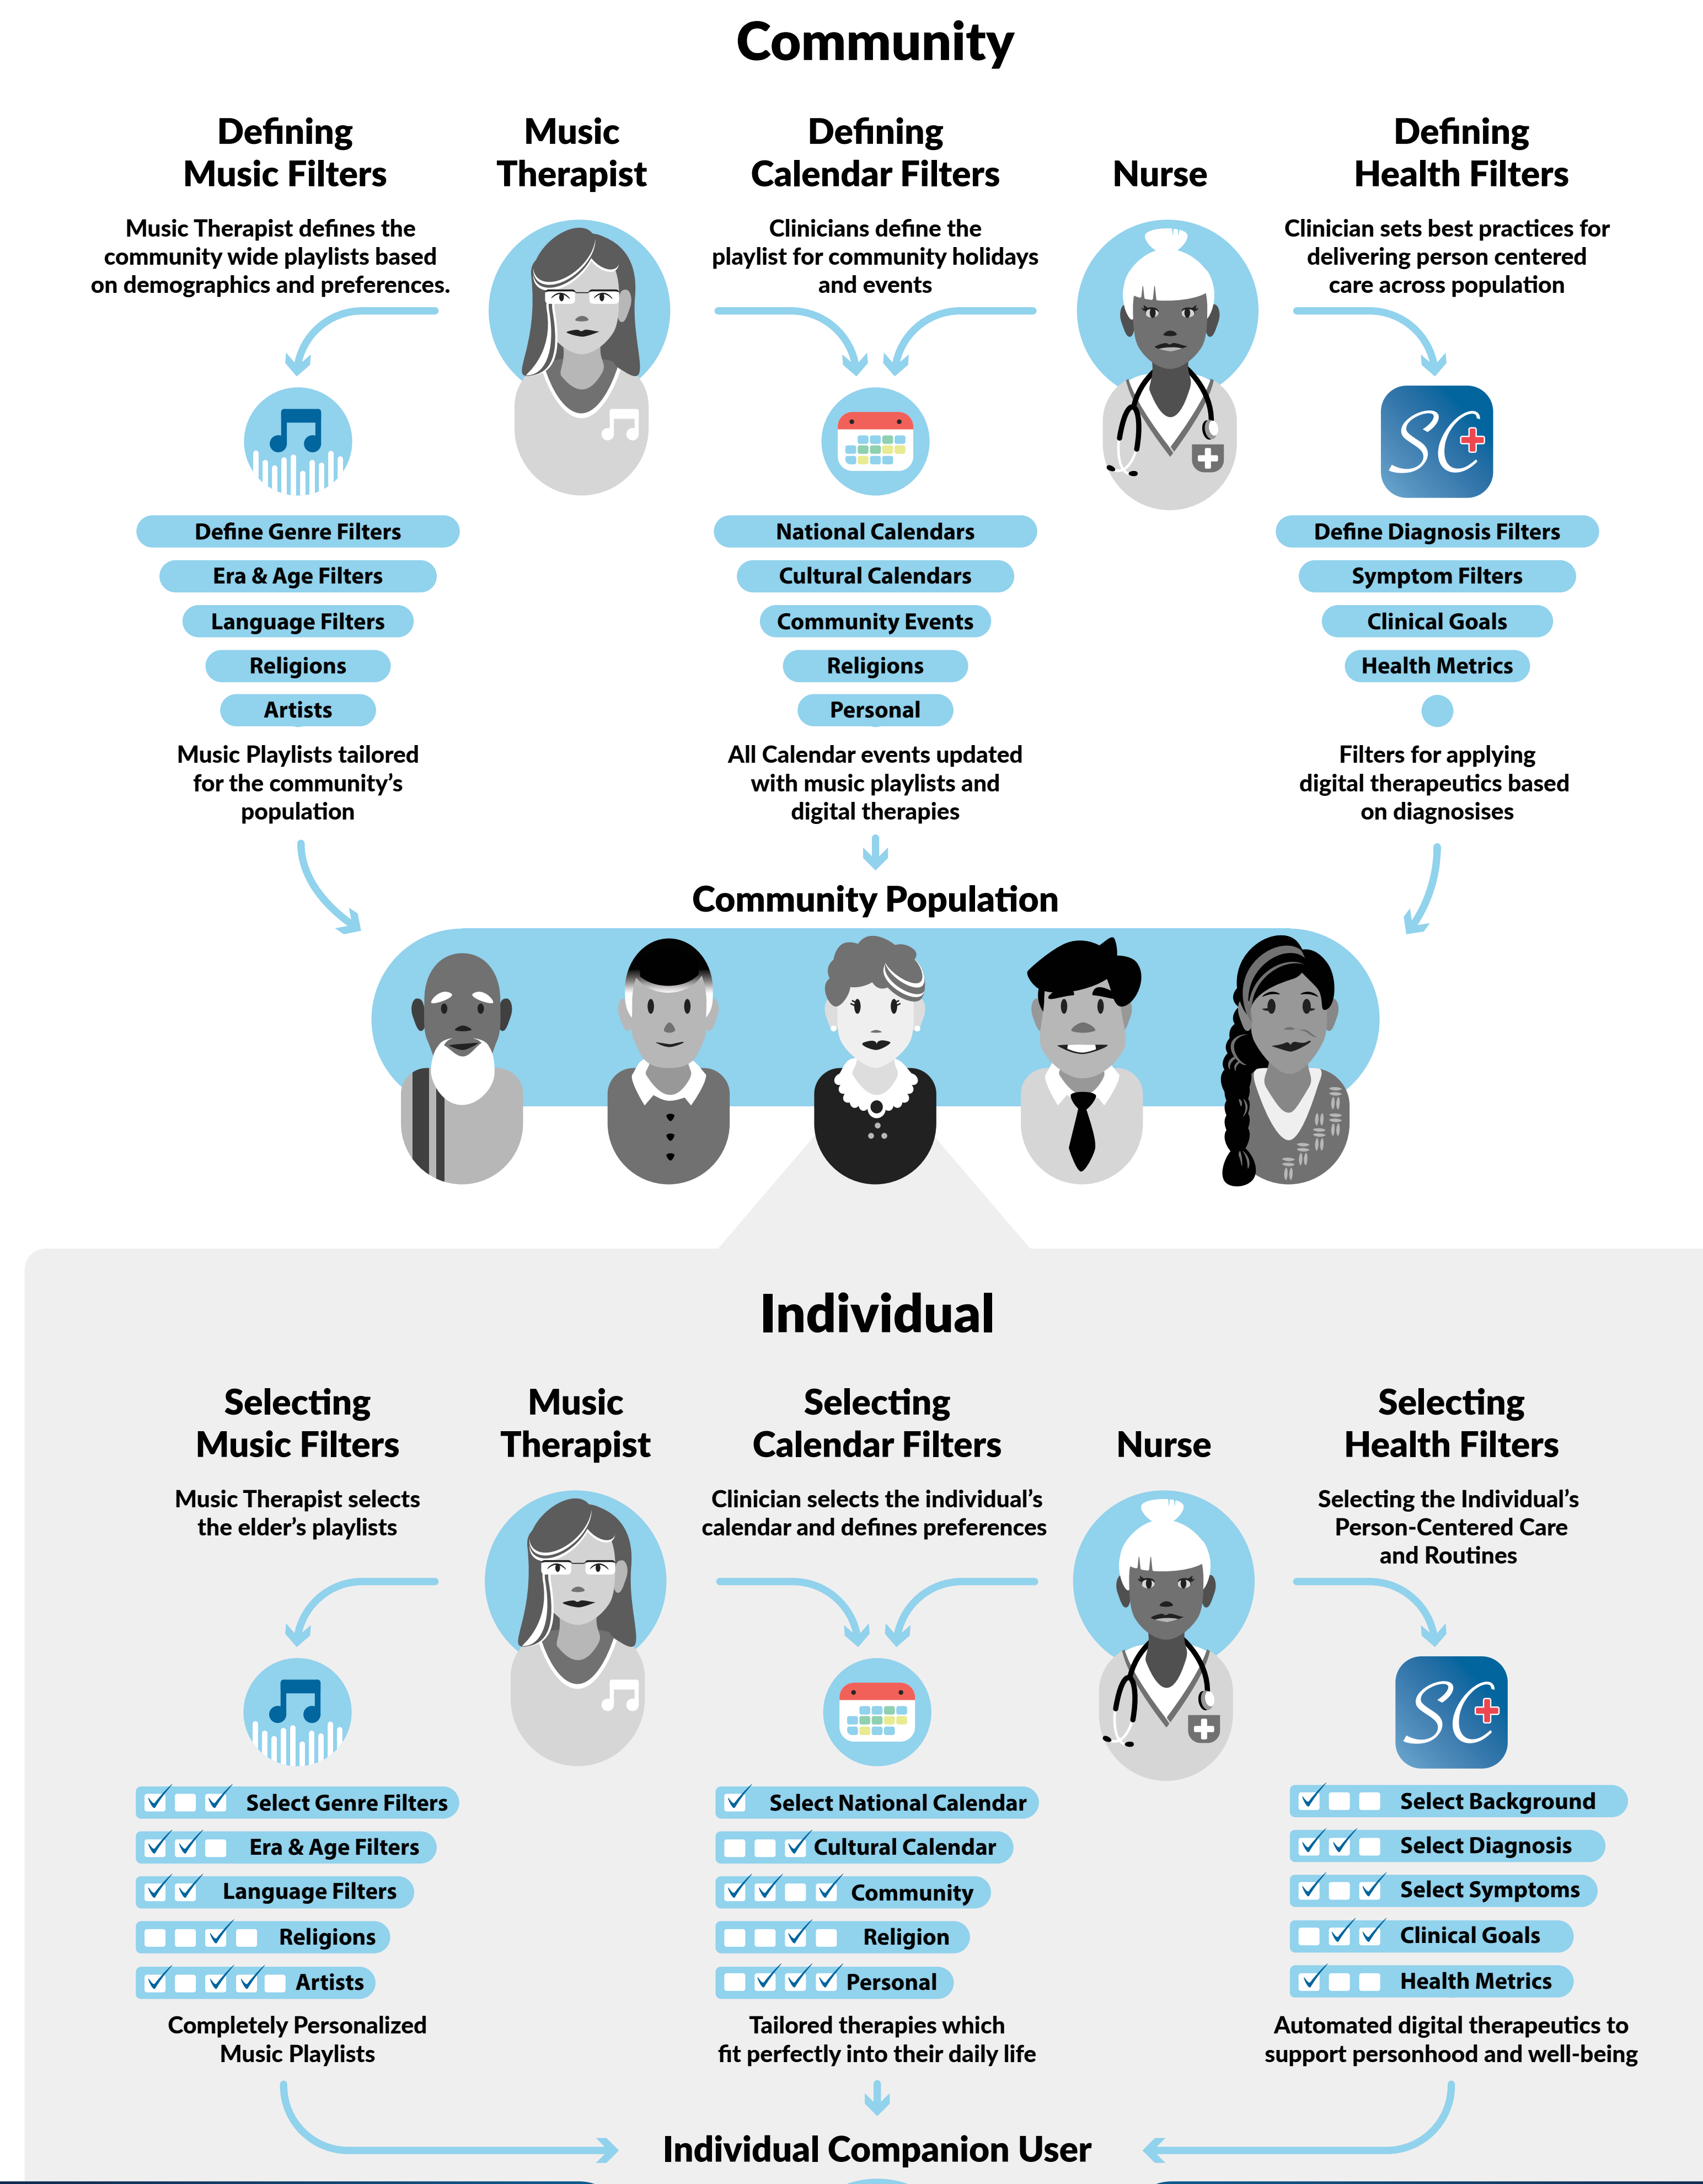 Community
Defining
Music Filters
Music Therapist defines the
community wide playlists based
on demographics and preferences.
Music
Therapist
Defining
Calendar Filters
Clinicians define the
playlist for community holidays
and events
Nurse
Defining
Health Filters
Clinician sets best practices for
delivering person centered
care across population
SC
Define Genre Filters
Era & Age Filters
Language Filters
Religions
Artists
Music Playlists tailored
for the community's
population
National Calendars
Cultural Calendars
Community Events
Religions
Personal
All Calendar events updated
with music playlists and
digital therapies
Define Diagnosis Filters
Symptom Filters
Clinical Goals
Health Metrics
Filters for applying
digital therapeutics based
on diagnosises
Community Population
Individual
Selecting
Music Filters
Music Therapist selects
the elder's playlists
Music
Therapist
Selecting
Calendar Filters
Clinician selects the individual's
calendar and defines preferences
Nurse
Selecting
Health Filters
Selecting the Individual's
Person-Centered Care
and Routines
SC
Select Genre Filters
Era & Age Filters
Language Filters
Religions
Artists
Completely Personalized
Music Playlists
Select National Calendar
Cultural Calendar
Community
Religion
Personal
Tailored therapies which
fit perfectly into their daily life
Select Background
Select Diagnosis
Select Symptoms
Clinical Goals
Health Metrics
Automated digital therapeutics to
support personhood and well-being
Individual Companion User